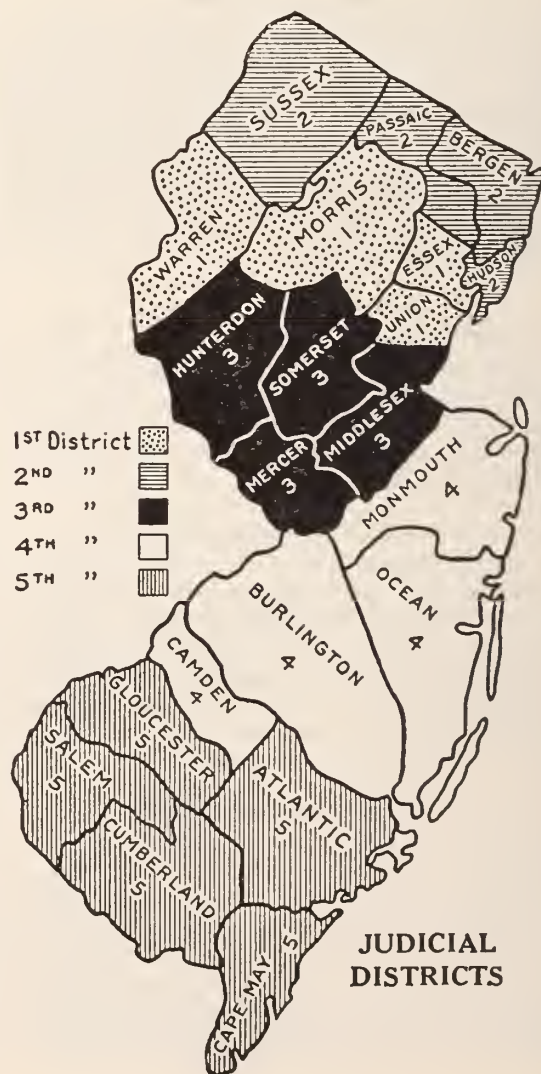 SUSSEX
2
PASSAIC
2
BERGEN
2
WARREN
1
MORRIS
1
ESSEX
1
HUDSON
2
UNION
1
HUNTERDON
3
SOMERSET
3
MIDDLESEX
3
MERCER
3
MONMOUTH
4
1ST District
2ND "
3RD "
4TH "
5TH "
OCEAN
4
BURLINGTON
4
CAMDEN
4
GLOUCESTER
5
SALEM
5
ATLANTIC
5
CUMBERLAND
5
CAPE MAY 5
JUDICIAL
DISTRICTS